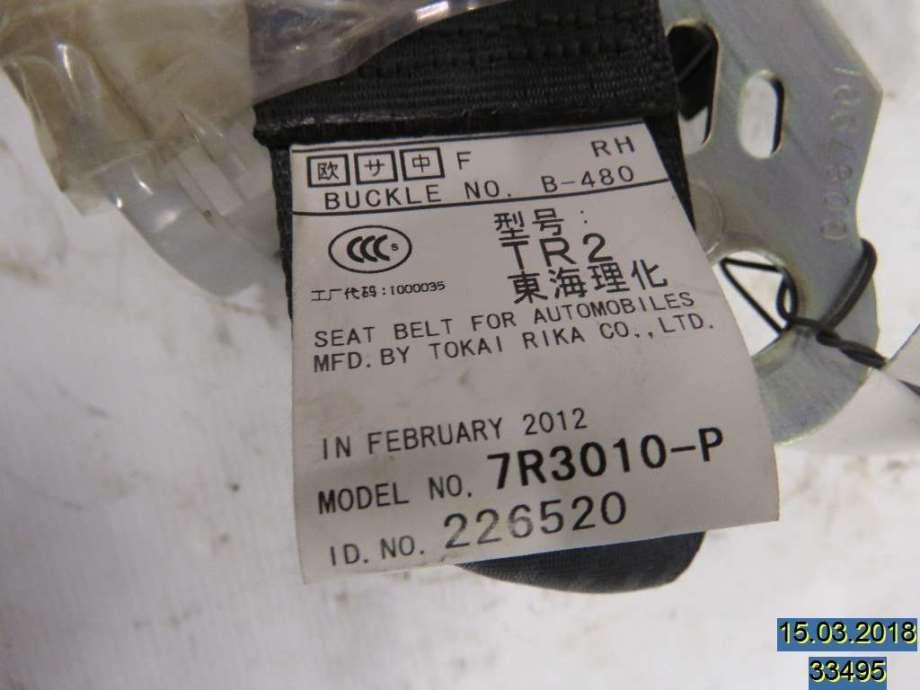 欧 サ 中 F RH
BUCKLE NO. B-480
CCC S
型号:
TR2
工厂代码:I000035
東海理化
SEAT BELT FOR AUTOMOBILES
MFD.BY TOKAI RIKA CO.,LTD.
IN FEBRUARY 2012
MODEL NO. 7R3010-P
ID.NO. 226520
15.03.2018
33495